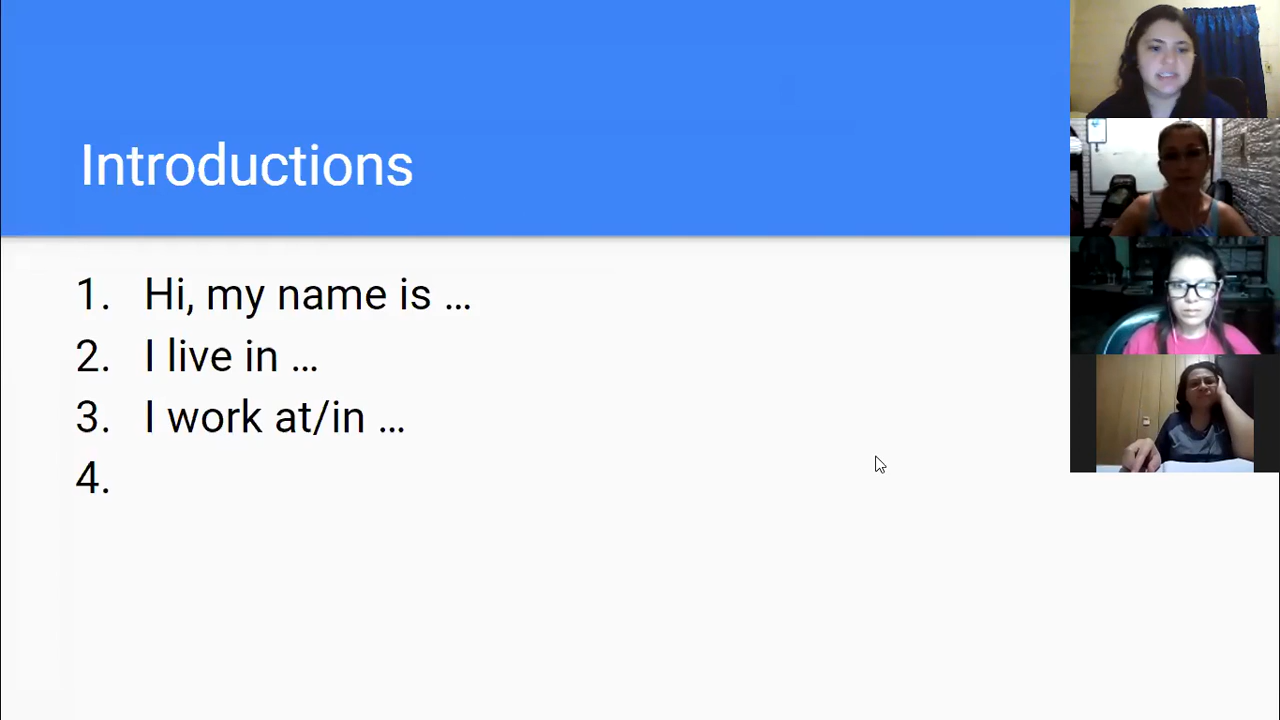 Introductions
1. Hi, my name is ...
2. I live in ...
3. I work at/in ...
4.